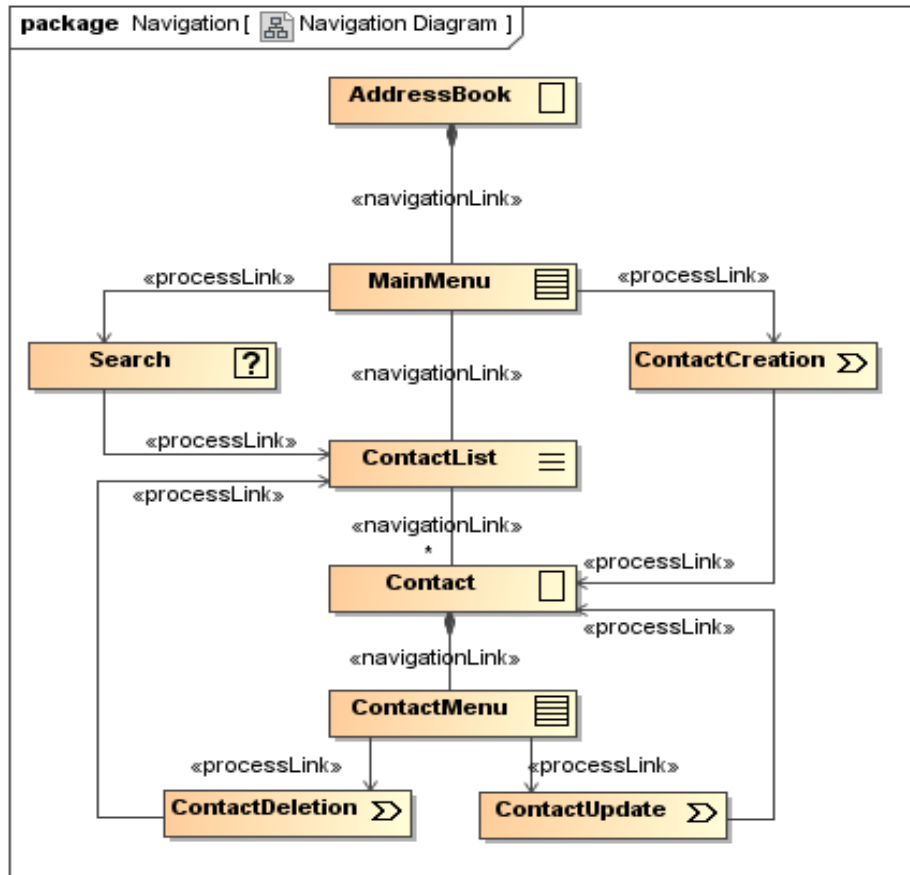 package Navigation [ Navigation Diagram ]
AddressBook
«navigationLink»
«processLink»
MainMenu
«processLink»
Search ?
«navigationLink»
ContactCreation
«processLink»
ContactList
«processLink»
«navigationLink»
*
«processLink»
Contact
«processLink»
«navigationLink»
ContactMenu
«processLink»
«processLink»
ContactDeletion
ContactUpdate